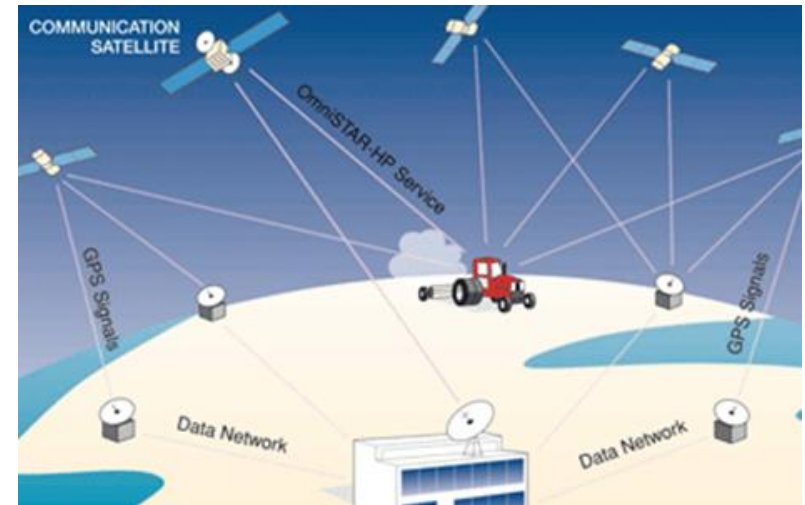 COMMUNICATION
SATELLITE
OmniSTAR-HP Service
GPS Signals
GPS Signals
Data Network
Data Network